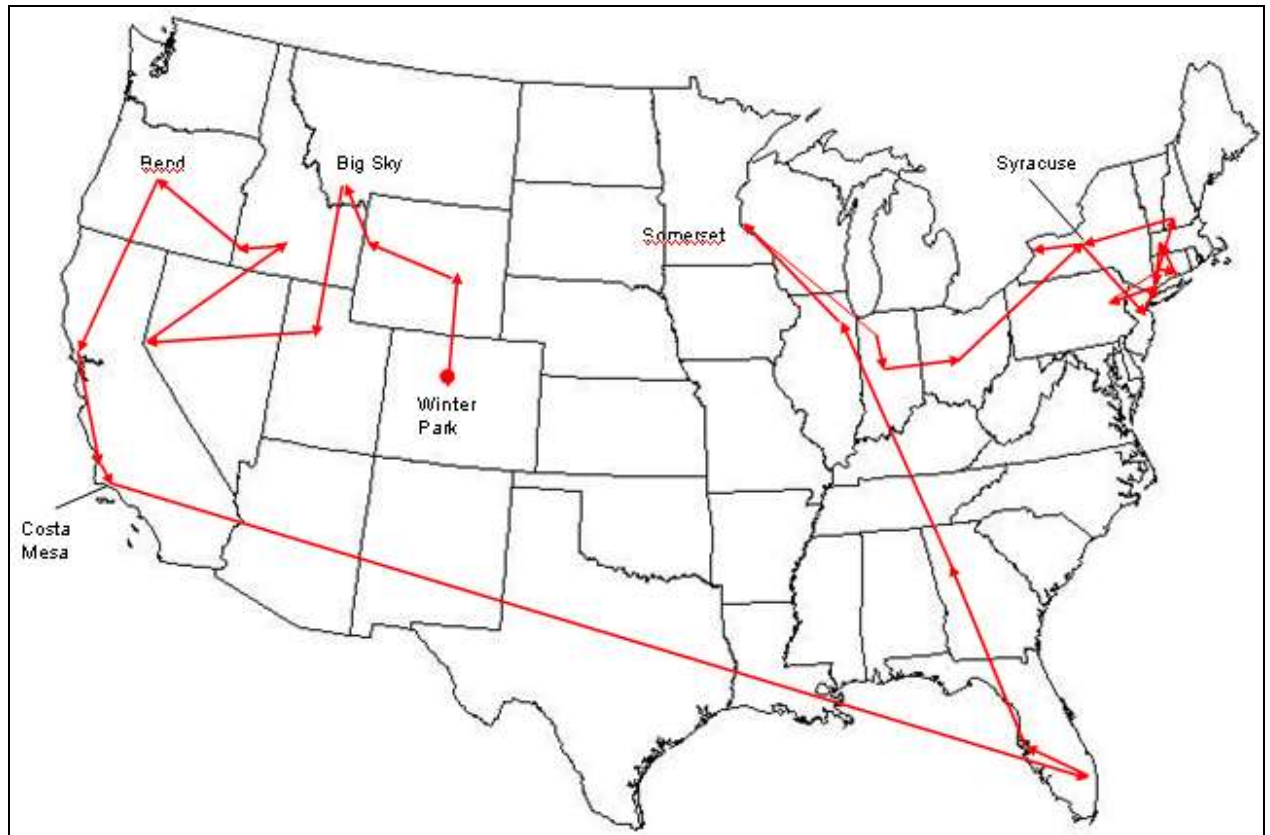 Bend
Big Sky
Syracuse
Somerset
Winter
Park
Costa
Mesa